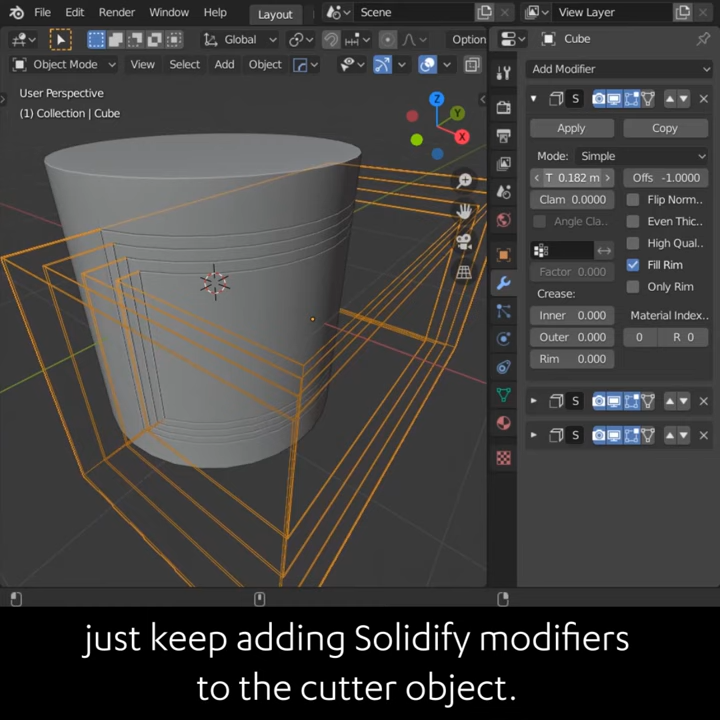 File Edit Render Window Help Layout Scene View Layer
Global Option
Object Mode View Select Add Object
Cube
User Perspective
(1) Collection | Cube
Z
Y
X
Add Modifier
S
Apply Copy
Mode: Simple
T 0.182 m Offs -1.0000
Clam 0.0000 Flip Norm..
Angle Cla.. Even Thic..
High Qual..
Factor 0.000 Fill Rim
Only Rim
Crease:
Inner 0.000 Material Index..
Outer 0.000 0 R 0
Rim 0.000
S
S
just keep adding Solidify modifiers
to the cutter object.